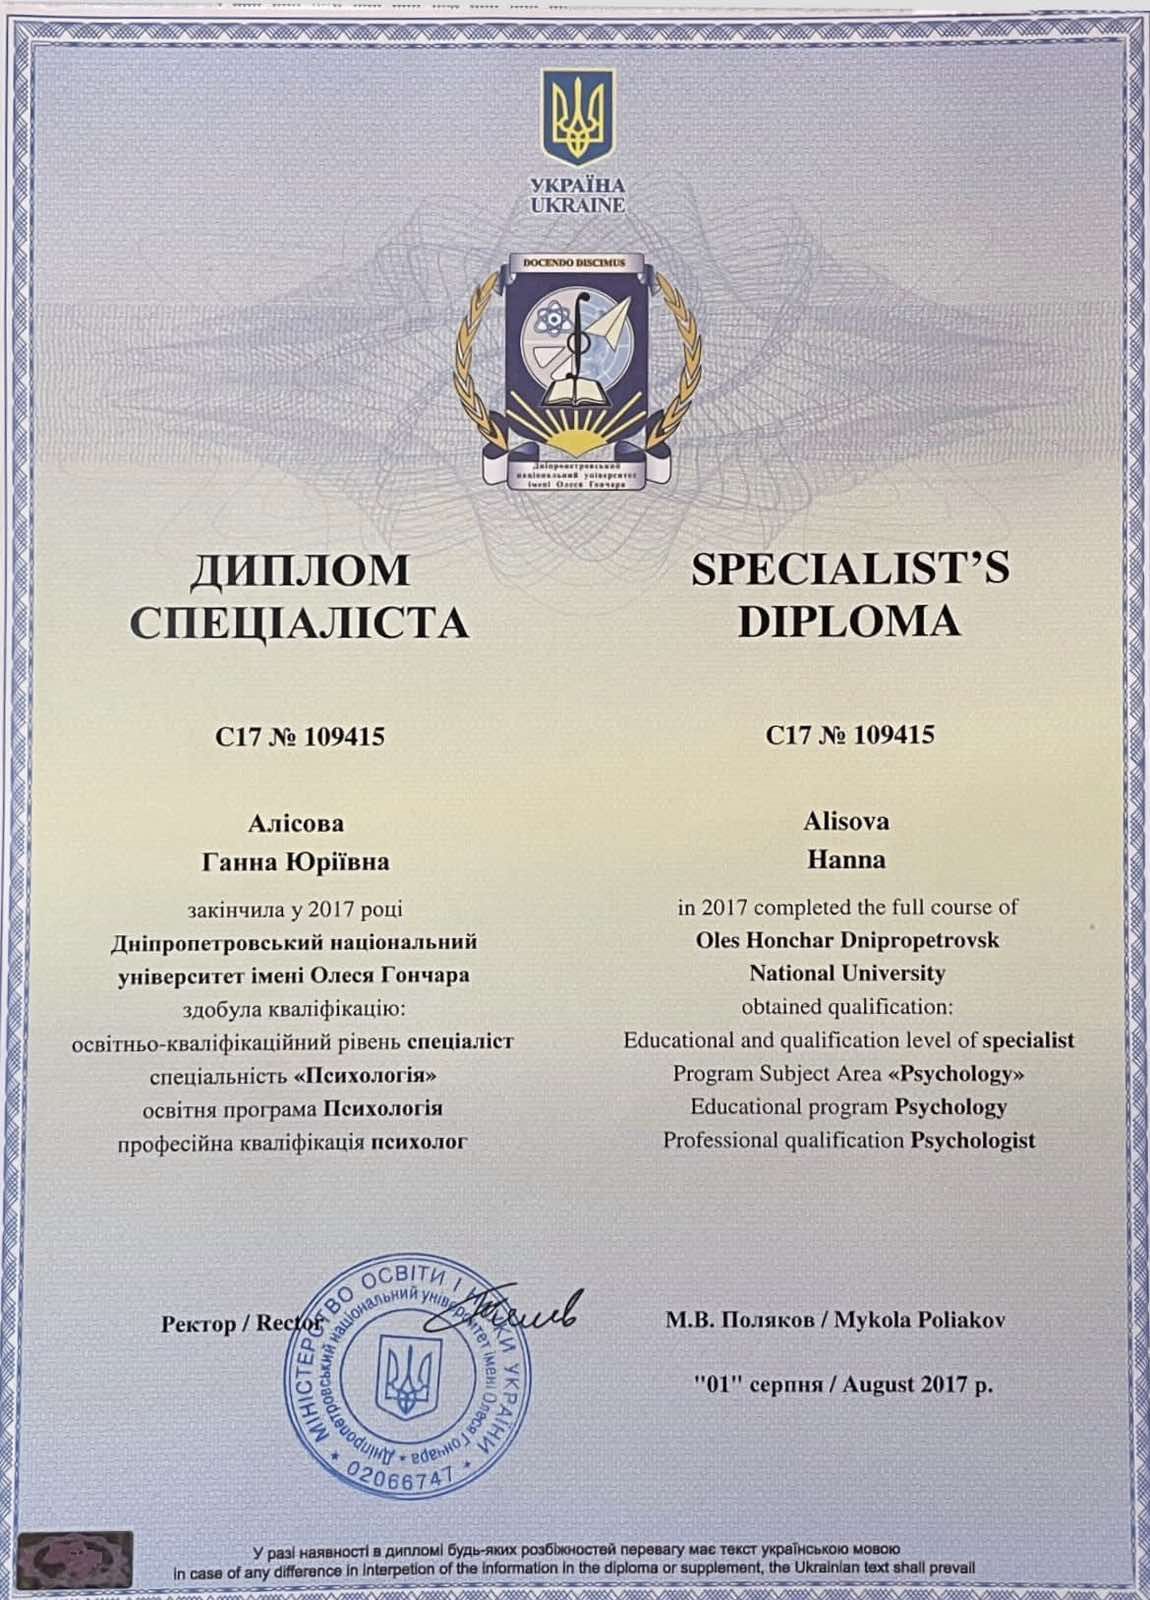 УКРАЇНА
UKRAINE
DOCENDO DISCIMUS
Дніпропетровський
національний університет
імені Олеся Гончара
ДИПЛОМ
СПЕЦІАЛІСТА
С17 № 109415
Алісова
Ганна Юріївна
закінчила у 2017 році
Дніпропетровський національний
університет імені Олеся Гончара
здобула кваліфікацію:
освітньо-кваліфікаційний рівень спеціаліст
спеціальність «Психологія»
освітня програма Психологія
професійна кваліфікація психолог
SPECIALIST’S
DIPLOMA
C17 № 109415
Alisova
Hanna
in 2017 completed the full course of
Oles Honchar Dnipropetrovsk
National University
obtained qualification:
Educational and qualification level of specialist
Program Subject Area «Psychology»
Educational program Psychology
Professional qualification Psychologist
Ректор / Rector
М.В. Поляков / Mykola Poliakov
"01" серпня / August 2017 р.
МІНІСТЕРСТВО ОСВІТИ І НАУКИ УКРАЇНИ
Дніпропетровський національний університет імені Олеся Гончара
02066747
У разі наявності в дипломі будь-яких розбіжностей перевагу має текст українською мовою
In case of any difference in interpetion of the information in the diploma or supplement, the Ukrainian text shall prevail